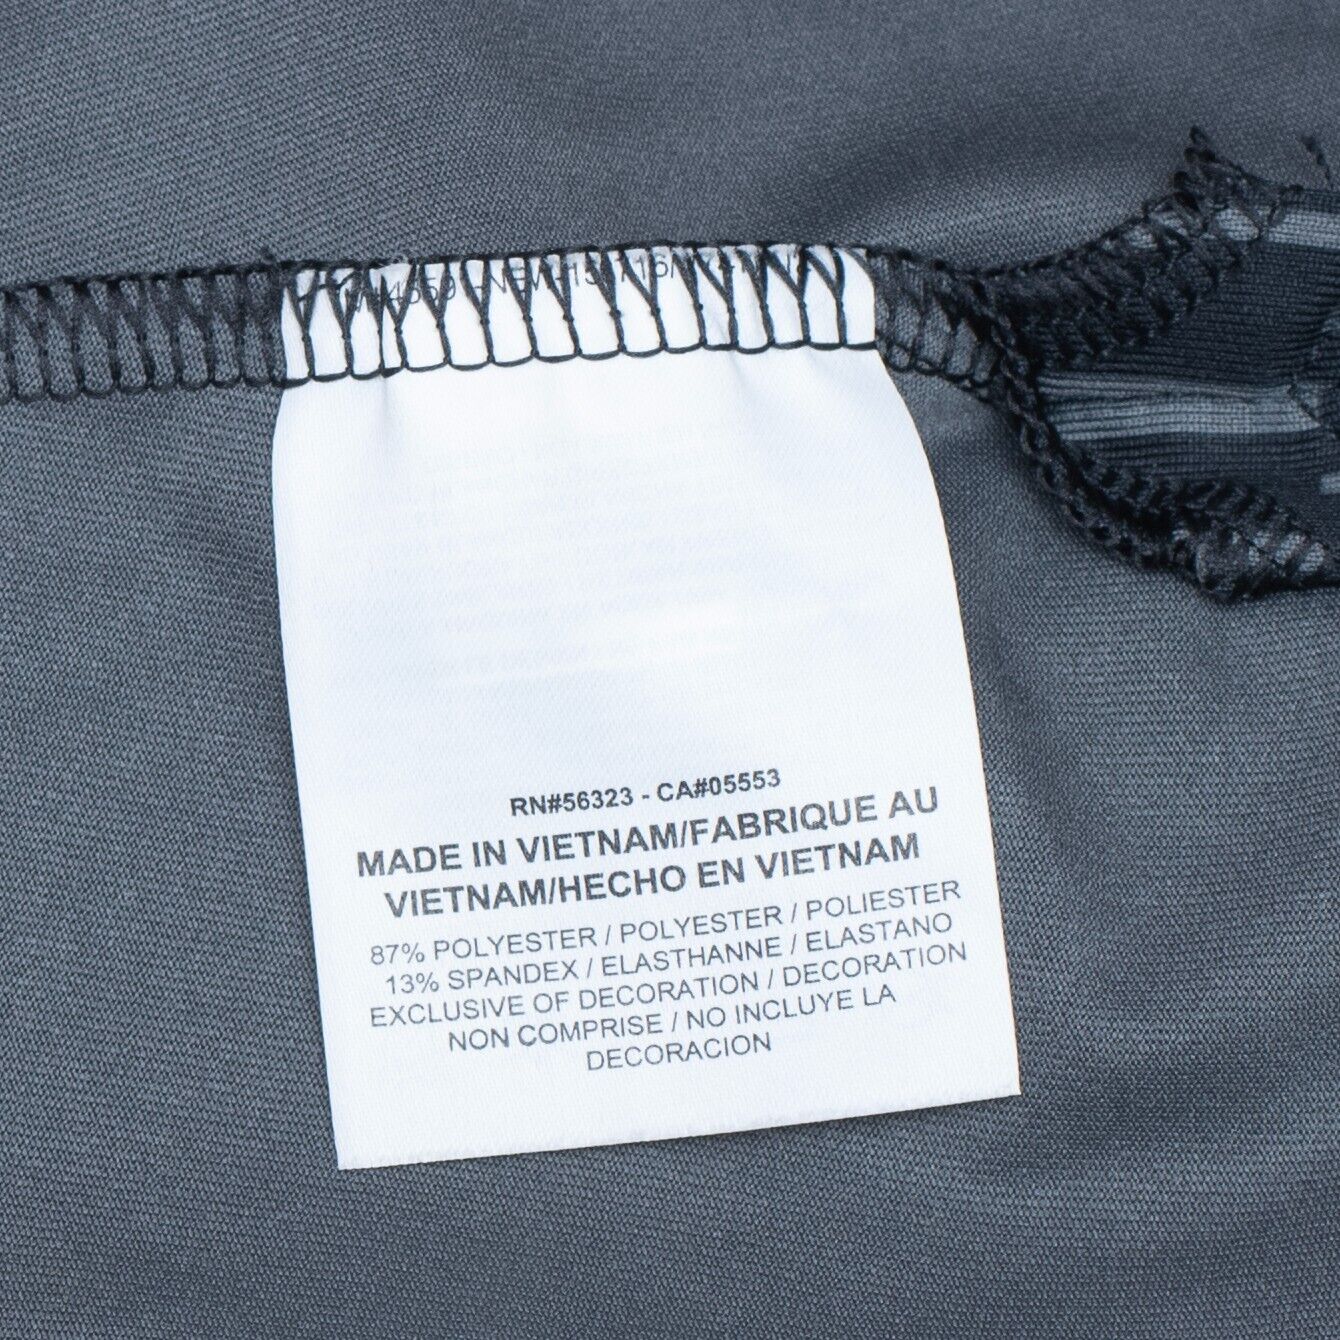 RN#56323 - CA#05553
MADE IN VIETNAM/FABRIQUE AU
VIETNAM/HECHO EN VIETNAM
87% POLYESTER / POLYESTER / POLIESTER
13% SPANDEX / ELASTHANNE / ELASTANO
EXCLUSIVE OF DECORATION / DECORATION
NON COMPRISE / NO INCLUYE LA
DECORACION